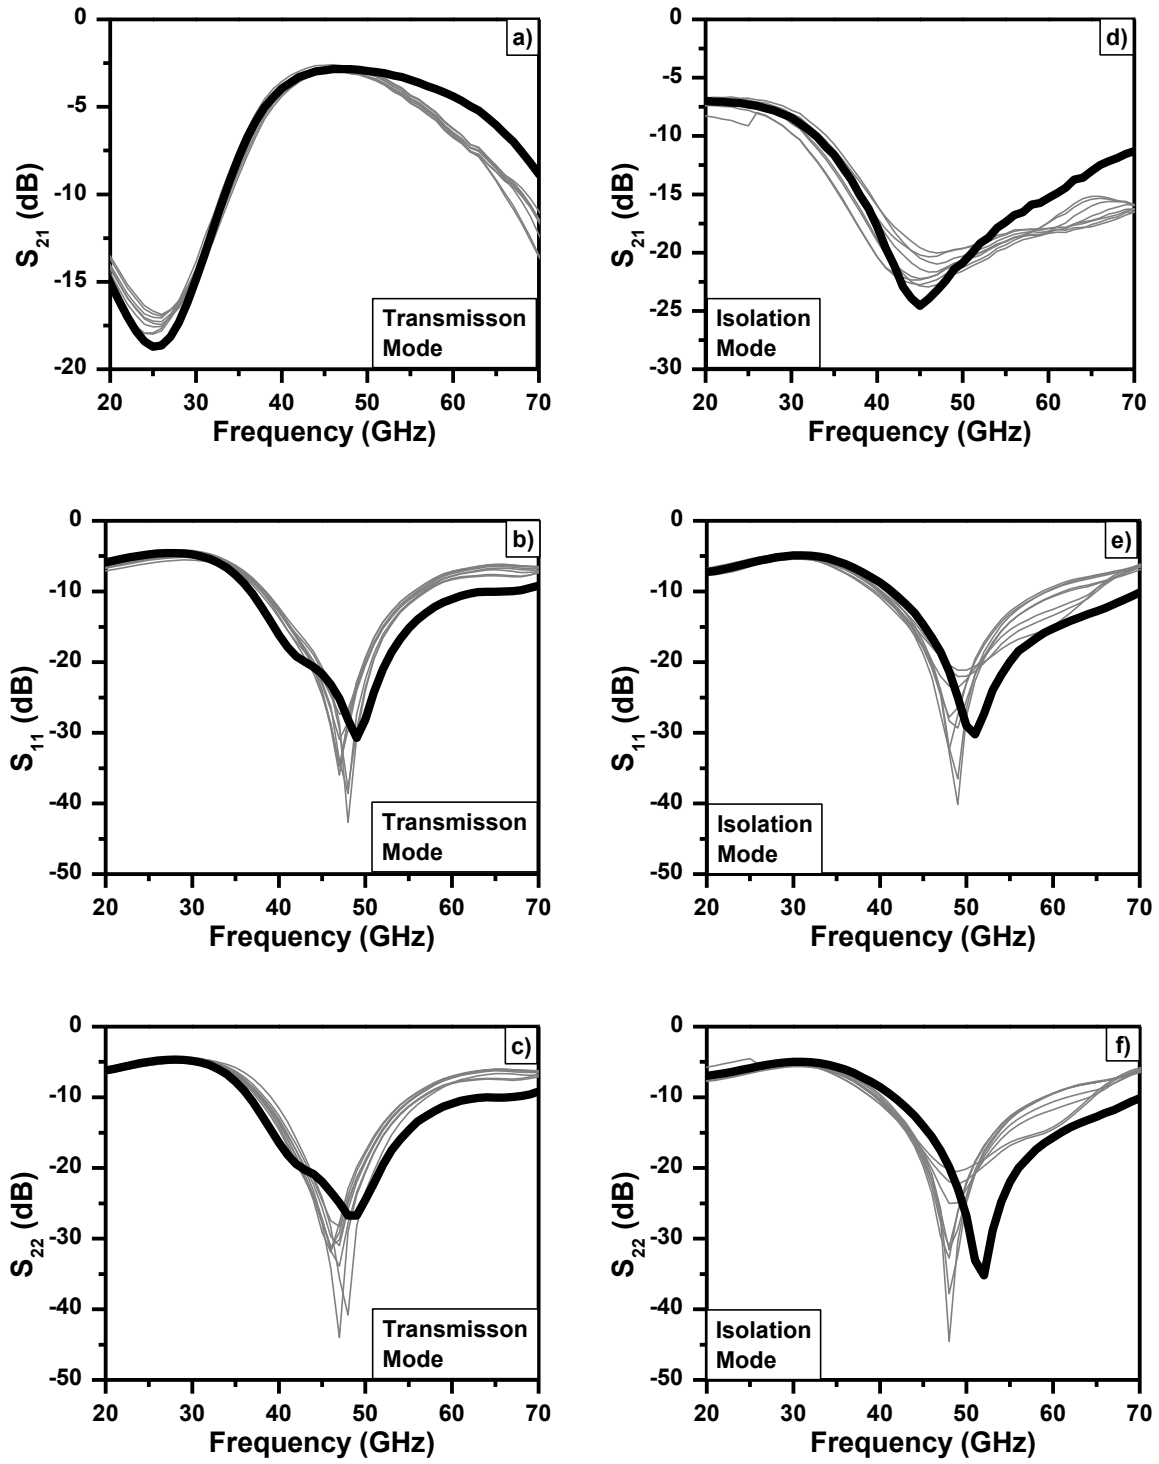 0
-5
-10
-15
-20
S21 (dB)
20 30 40 50 60 70
Frequency (GHz)
a)
Transmisson
Mode
0
-5
-10
-15
-20
-25
-30
S21 (dB)
20 30 40 50 60 70
Frequency (GHz)
d)
Isolation
Mode
0
-10
-20
-30
-40
-50
S11 (dB)
20 30 40 50 60 70
Frequency (GHz)
b)
Transmisson
Mode
0
-10
-20
-30
-40
-50
S11 (dB)
20 30 40 50 60 70
Frequency (GHz)
e)
Isolation
Mode
0
-10
-20
-30
-40
-50
S22 (dB)
20 30 40 50 60 70
Frequency (GHz)
c)
Transmisson
Mode
0
-10
-20
-30
-40
-50
S22 (dB)
20 30 40 50 60 70
Frequency (GHz)
f)
Isolation
Mode